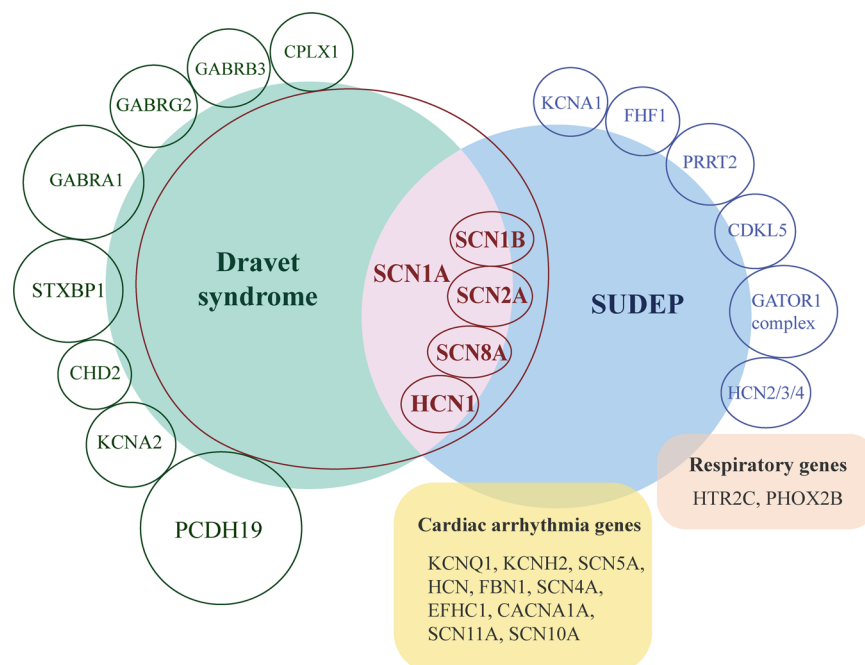 CPLX1
GABRB3
GABRG2
GABRA1
STXBP1
CHD2
KCNA2
PCDH19
Dravet
syndrome
SCN1A
SCN1B
SCN2A
SCN8A
HCN1
SUDEP
KCNA1
FHF1
PRRT2
CDKL5
GATOR1
complex
HCN2/3/4
Respiratory genes
HTR2C, PHOX2B
Cardiac arrhythmia genes
KCNQ1, KCNH2, SCN5A,
HCN, FBN1, SCN4A,
EFHC1, CACNA1A,
SCN11A, SCN10A